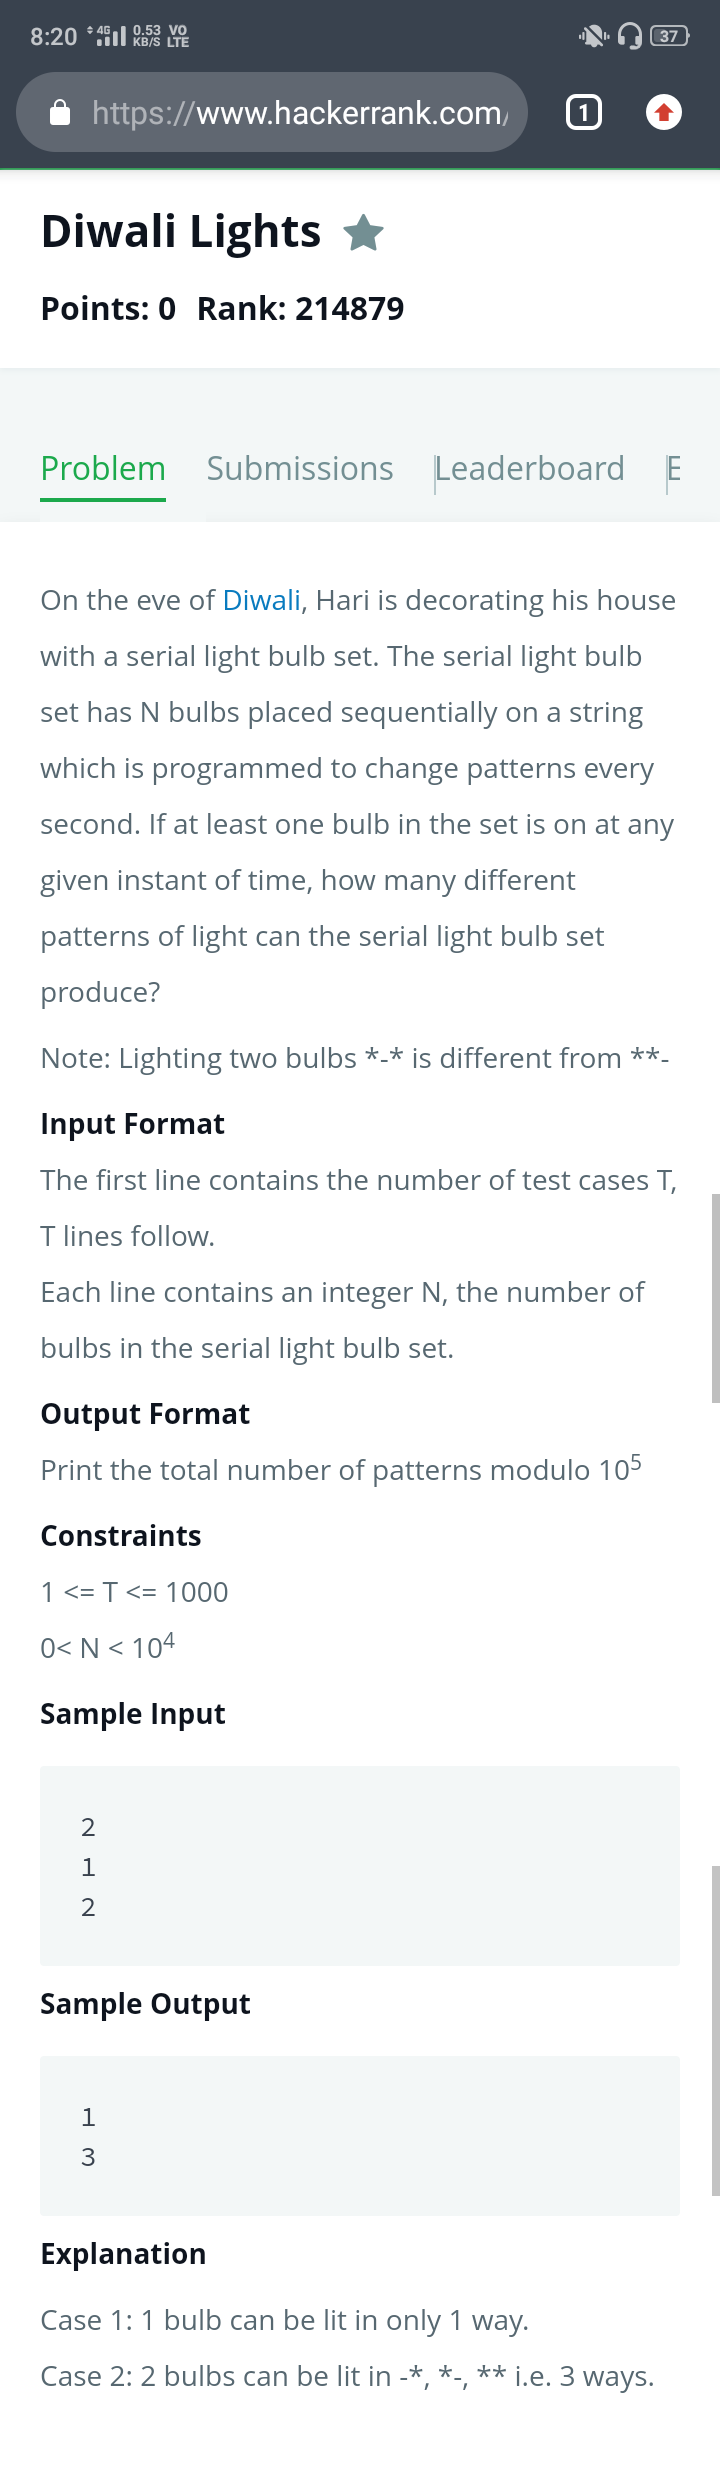 8:20 4G 0.53 KB/S VO LTE 37
https://www.hackerrank.com/ 1
Diwali Lights
Points: 0 Rank: 214879
Problem Submissions Leaderboard E
On the eve of Diwali, Hari is decorating his house
with a serial light bulb set. The serial light bulb
set has N bulbs placed sequentially on a string
which is programmed to change patterns every
second. If at least one bulb in the set is on at any
given instant of time, how many different
patterns of light can the serial light bulb set
produce?
Note: Lighting two bulbs *-* is different from **-
Input Format
The first line contains the number of test cases T,
T lines follow.
Each line contains an integer N, the number of
bulbs in the serial light bulb set.
Output Format
Print the total number of patterns modulo 10⁵
Constraints
1 <= T <= 1000
0< N < 10⁴
Sample Input
2
1
2
Sample Output
1
3
Explanation
Case 1: 1 bulb can be lit in only 1 way.
Case 2: 2 bulbs can be lit in -*, *-, ** i.e. 3 ways.